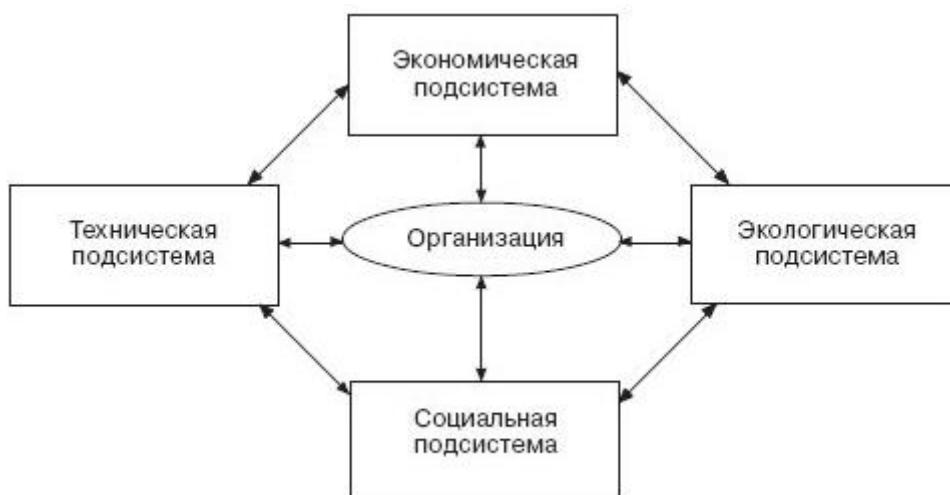 Экономическая
подсистема
Техническая
подсистема
Организация
Экологическая
подсистема
Социальная
подсистема